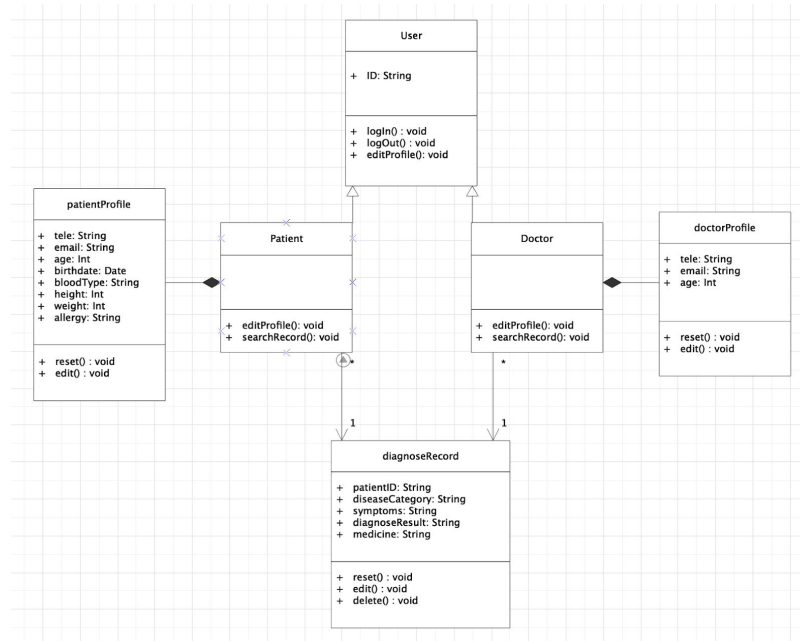 User
+ ID: String
+ logIn() : void
+ logOut() : void
+ editProfile(): void
patientProfile
+ tele: String
+ email: String
+ age: Int
+ birthdate: Date
+ bloodType: String
+ height: Int
+ weight: Int
+ allergy: String
+ reset() : void
+ edit() : void
Patient
+ editProfile(): void
+ searchRecord(): void
Doctor
+ editProfile(): void
+ searchRecord(): void
doctorProfile
+ tele: String
+ email: String
+ age: Int
+ reset() : void
+ edit() : void
*
*
1
1
diagnoseRecord
+ patientID: String
+ diseaseCategory: String
+ symptoms: String
+ diagnoseResult: String
+ medicine: String
+ reset() : void
+ edit() : void
+ delete() : void